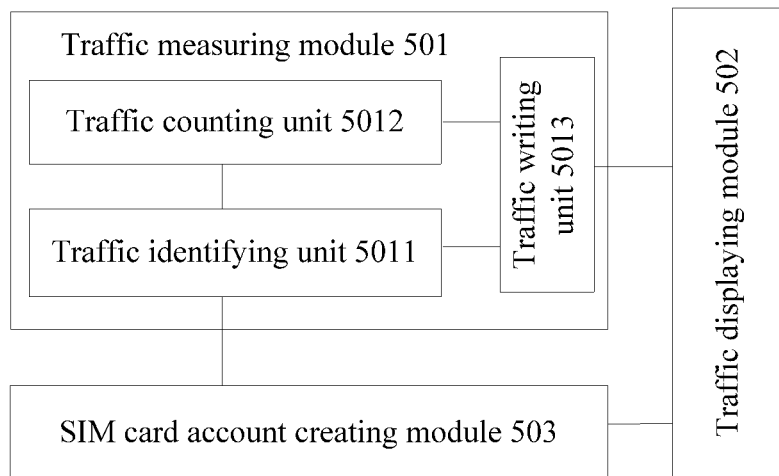 Traffic measuring module 501
Traffic counting unit 5012
Traffic identifying unit 5011
Traffic writing
unit 5013
Traffic displaying module 502
SIM card account creating module 503